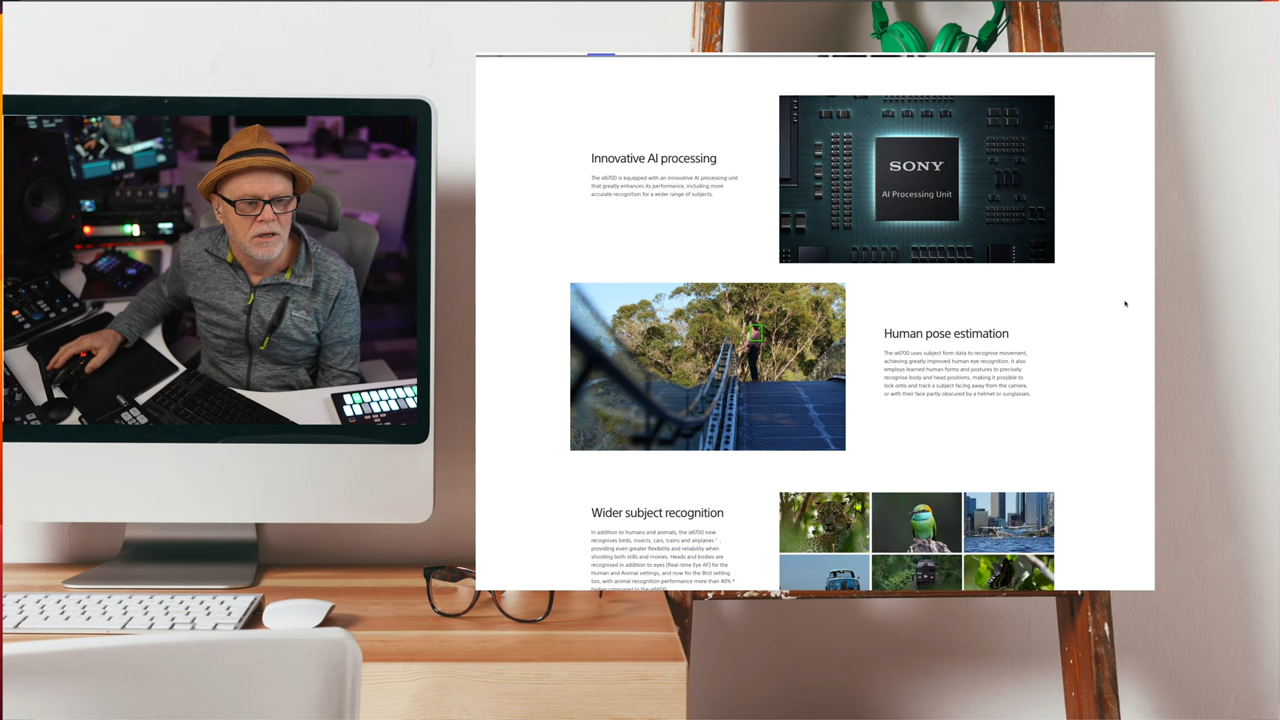 Innovative AI processing
The α6700 is equipped with an innovative AI processing unit
that greatly enhances its performance, including more
accurate recognition for a wider range of subjects.
SONY
AI Processing Unit
Human pose estimation
The α6700 uses subject form data to recognise movement,
achieving greatly improved human eye recognition. It also
employs learned human forms and postures to precisely
recognise body and head positions, making it possible to
lock onto and track a subject facing away from the camera,
or with their face partly obscured by a helmet or sunglasses.
Wider subject recognition
In addition to humans and animals, the α6700 now
recognises birds, insects, cars, trains and airplanes
providing even greater flexibility and reliability when
shooting both stills and movies. Heads and bodies are
recognised in addition to eyes (Real-time Eye AF) for the
Human and Animal settings, and now for the Bird setting
too, with animal recognition performance more than 40%
higher compared to the α6600.